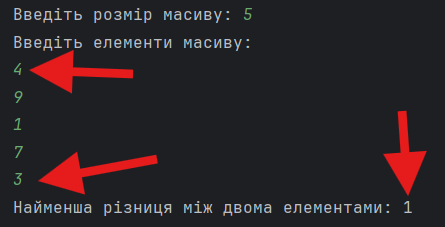 Введіть розмір масиву: 5
Введіть елементи масиву:
4
9
1
7
3
Найменша різниця між двома елементами: 1